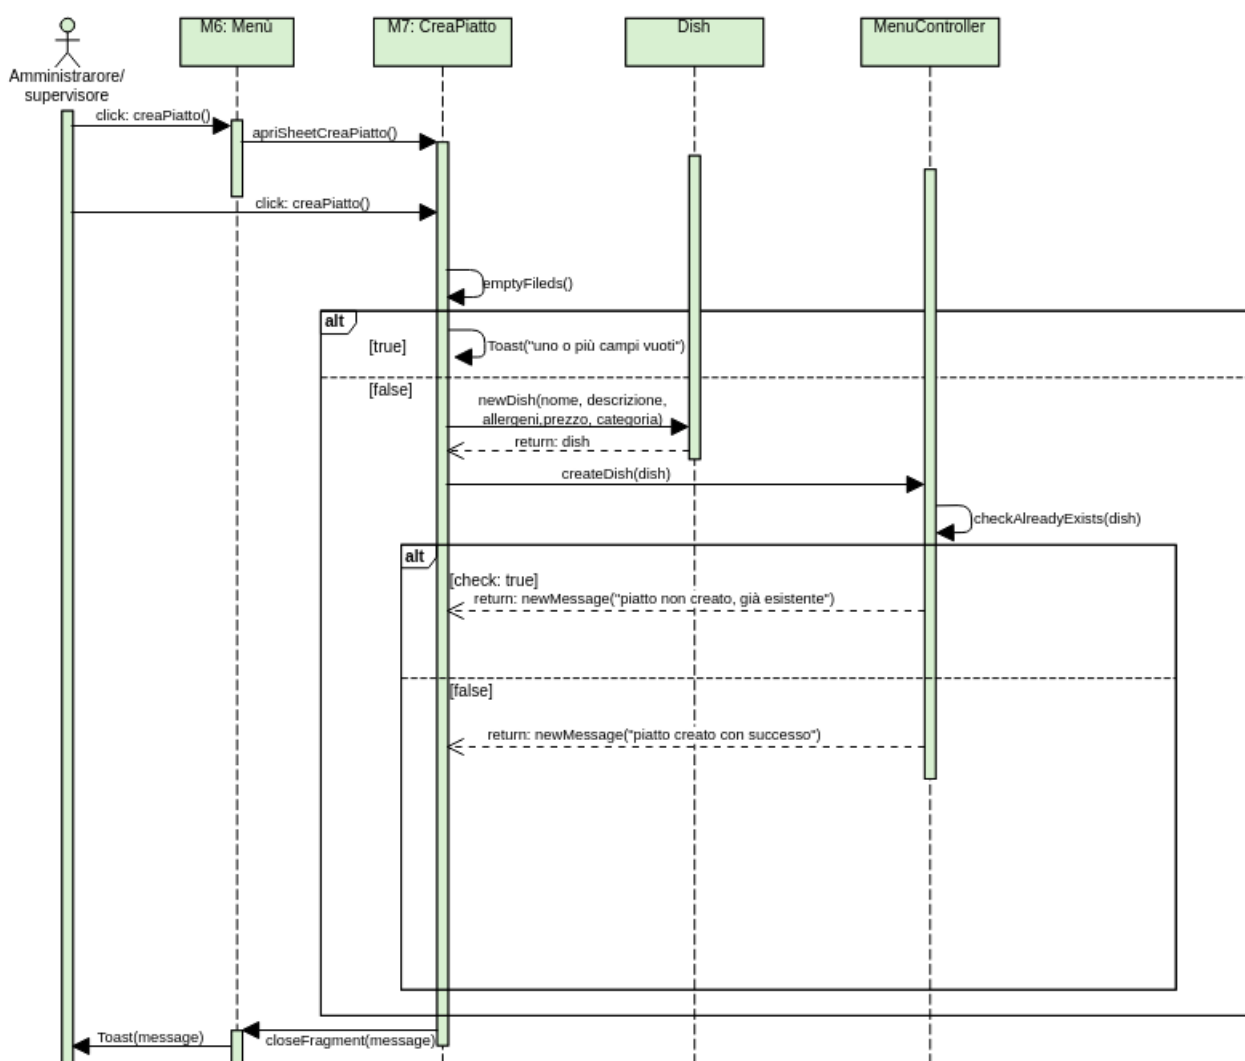 M6: Menù
M7: CreaPiatto
Dish
MenuController
Amministrarore/
supervisore
click: creaPiatto()
apriSheetCreaPiatto()
click: creaPiatto()
emptyFileds()
alt
[true]
Toast("uno o più campi vuoti")
[false]
newDish(nome, descrizione,
allergeni,prezzo, categoria)
return: dish
createDish(dish)
checkAlreadyExists(dish)
alt
[check: true]
return: newMessage("piatto non creato, già esistente")
[false]
return: newMessage("piatto creato con successo")
Toast(message)
closeFragment(message)